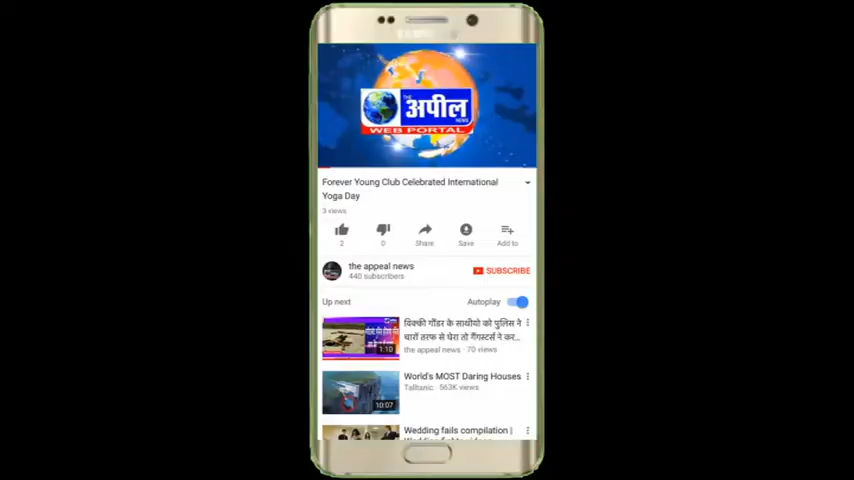 THE
अपील
NEWS
WEB PORTAL
Forever Young Club Celebrated International
Yoga Day
3 views
2
0
Share
Save
Add to
the appeal news
440 subscribers
SUBSCRIBE
Up next
Autoplay
विक्की गौंडर के साथीयो को पुलिस ने
चारों तरफ से घेरा तो गैंगस्टर्स ने कर...
the appeal news · 70 views
1:10
World's MOST Daring Houses
Talltanic · 563K views
10:07
Wedding fails compilation |